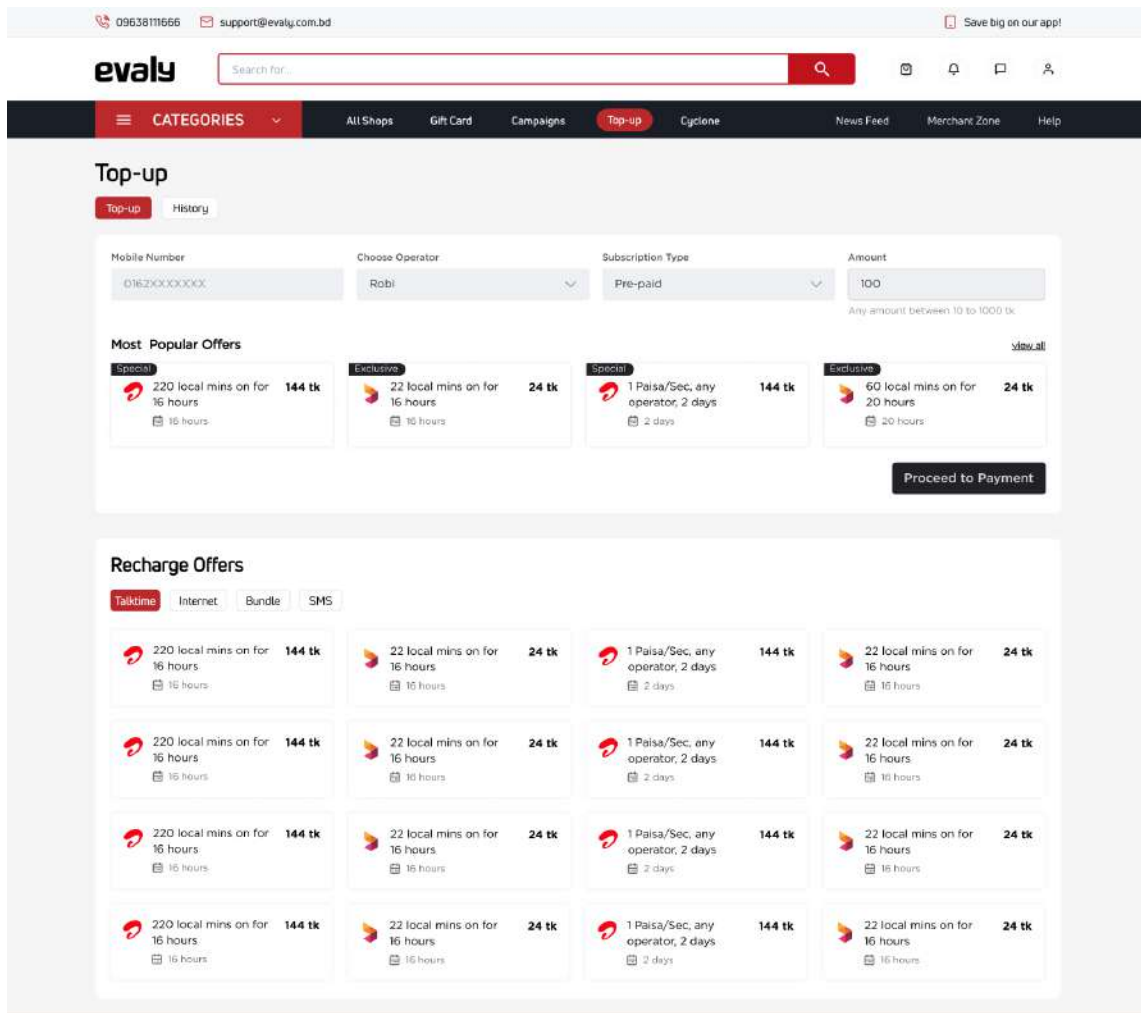 09638111666 support@evaly.com.bd Save big on our app!
evaly Search for...
CATEGORIES All Shops Gift Card Campaigns Top-up Cyclone News Feed Merchant Zone Help
Top-up
Top-up History
Mobile Number Choose Operator Subscription Type Amount
0162XXXXXXX Robi Pre-paid 100
Any amount between 10 to 1000 tk
Most Popular Offers view all
Special Exclusive Special Exclusive
220 local mins on for 144 tk 22 local mins on for 24 tk 1 Paisa/Sec, any 144 tk 60 local mins on for 24 tk
16 hours 16 hours operator, 2 days 20 hours
16 hours 16 hours 2 days 20 hours
Proceed to Payment
Recharge Offers
Talktime Internet Bundle SMS
220 local mins on for 144 tk 22 local mins on for 24 tk 1 Paisa/Sec, any 144 tk 22 local mins on for 24 tk
16 hours 16 hours operator, 2 days 16 hours
16 hours 16 hours 2 days 16 hours
220 local mins on for 144 tk 22 local mins on for 24 tk 1 Paisa/Sec, any 144 tk 22 local mins on for 24 tk
16 hours 16 hours operator, 2 days 16 hours
16 hours 16 hours 2 days 16 hours
220 local mins on for 144 tk 22 local mins on for 24 tk 1 Paisa/Sec, any 144 tk 22 local mins on for 24 tk
16 hours 16 hours operator, 2 days 16 hours
16 hours 16 hours 2 days 16 hours
220 local mins on for 144 tk 22 local mins on for 24 tk 1 Paisa/Sec, any 144 tk 22 local mins on for 24 tk
16 hours 16 hours operator, 2 days 16 hours
16 hours 16 hours 2 days 16 hours